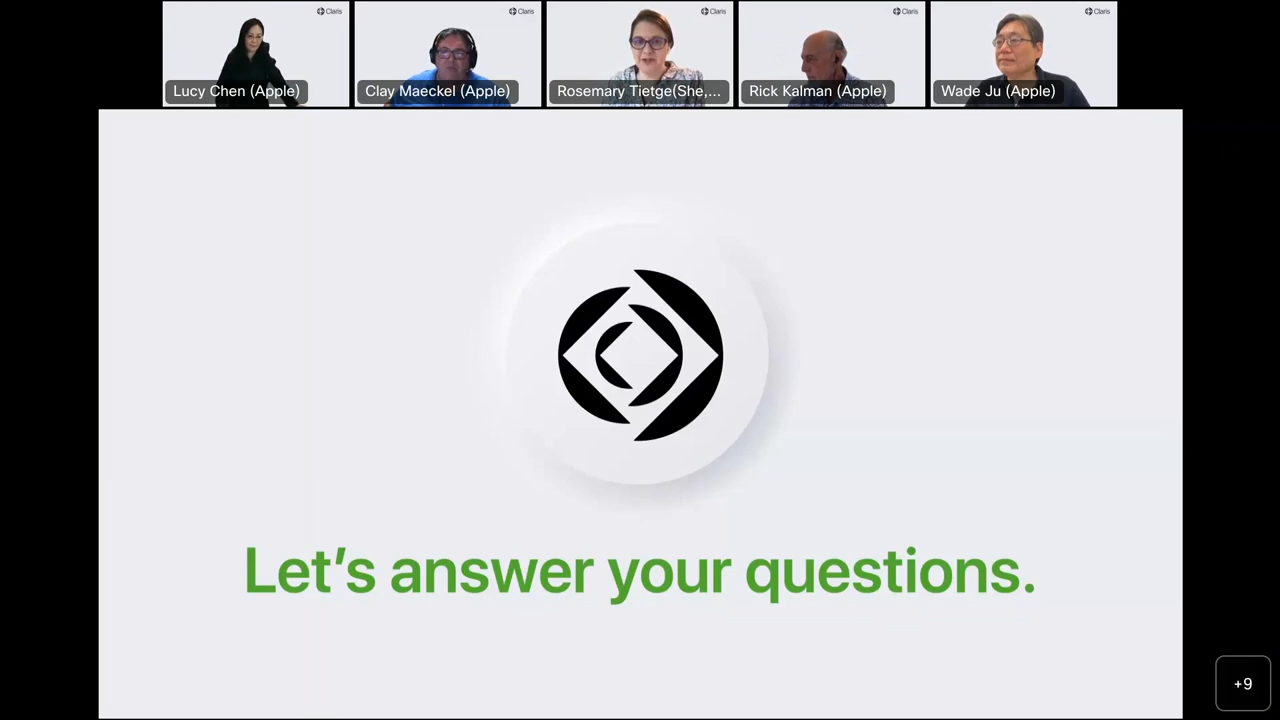 Claris
Claris
Claris
Claris
Claris
Lucy Chen (Apple)
Clay Maeckel (Apple)
Rosemary Tietge(She,...
Rick Kalman (Apple)
Wade Ju (Apple)
Let's answer your questions.
+9